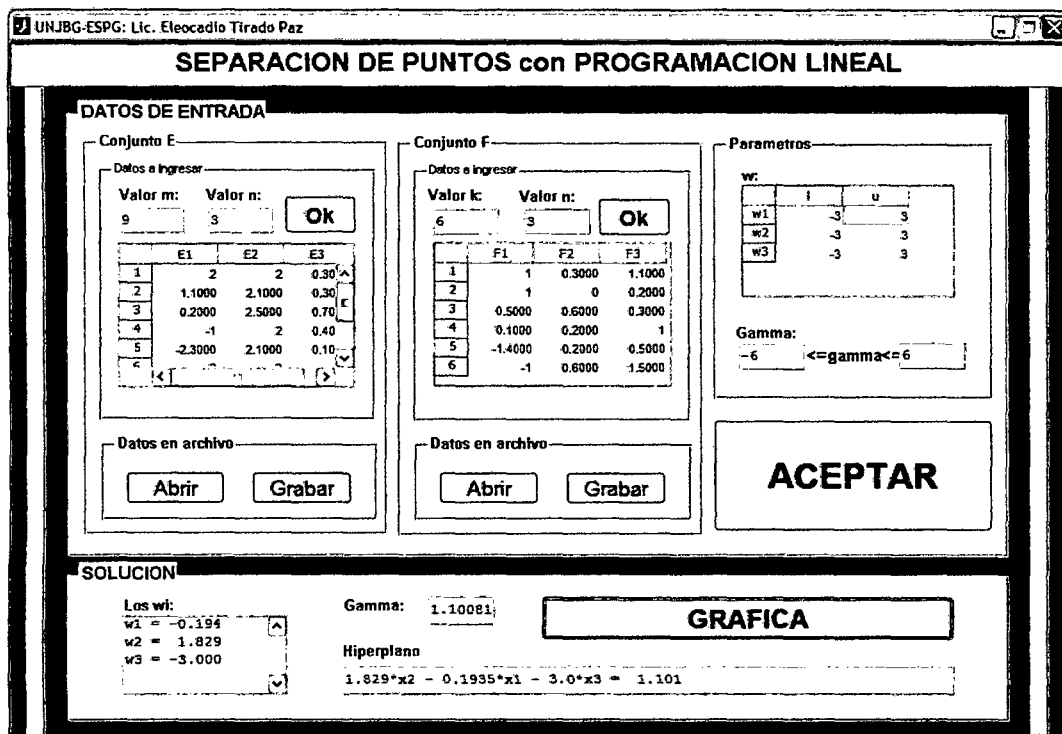 UNJBG-ESPG: Lic. Eleocadio Tirado Paz
SEPARACION DE PUNTOS con PROGRAMACION LINEAL
DATOS DE ENTRADA
Conjunto E
Datos a ingresar
Valor m: Valor n:
9 3 Ok
E1 E2 E3
1 2 2 0.30
2 1.1000 2.1000 0.30
3 0.2000 2.5000 0.70
4 -1 2 0.40
5 -2.3000 2.1000 0.10
Datos en archivo
Abrir Grabar
Conjunto F
Datos a ingresar
Valor k: Valor n:
6 3 Ok
F1 F2 F3
1 1 0.3000 1.1000
2 1 0 0.2000
3 0.5000 0.6000 0.3000
4 0.1000 0.2000 1
5 -1.4000 0.2000 0.5000
6 -1 0.6000 1.5000
Datos en archivo
Abrir Grabar
Parametros
w:
l u
w1 -3 3
w2 -3 3
w3 -3 3
Gamma:
-6 <=gamma<= 6
ACEPTAR
SOLUCION
Los wi:
w1 = -0.194
w2 = 1.829
w3 = -3.000
Gamma: 1.10081
GRAFICA
Hiperplano
1.829*x2 - 0.1935*x1 - 3.0*x3 = 1.101